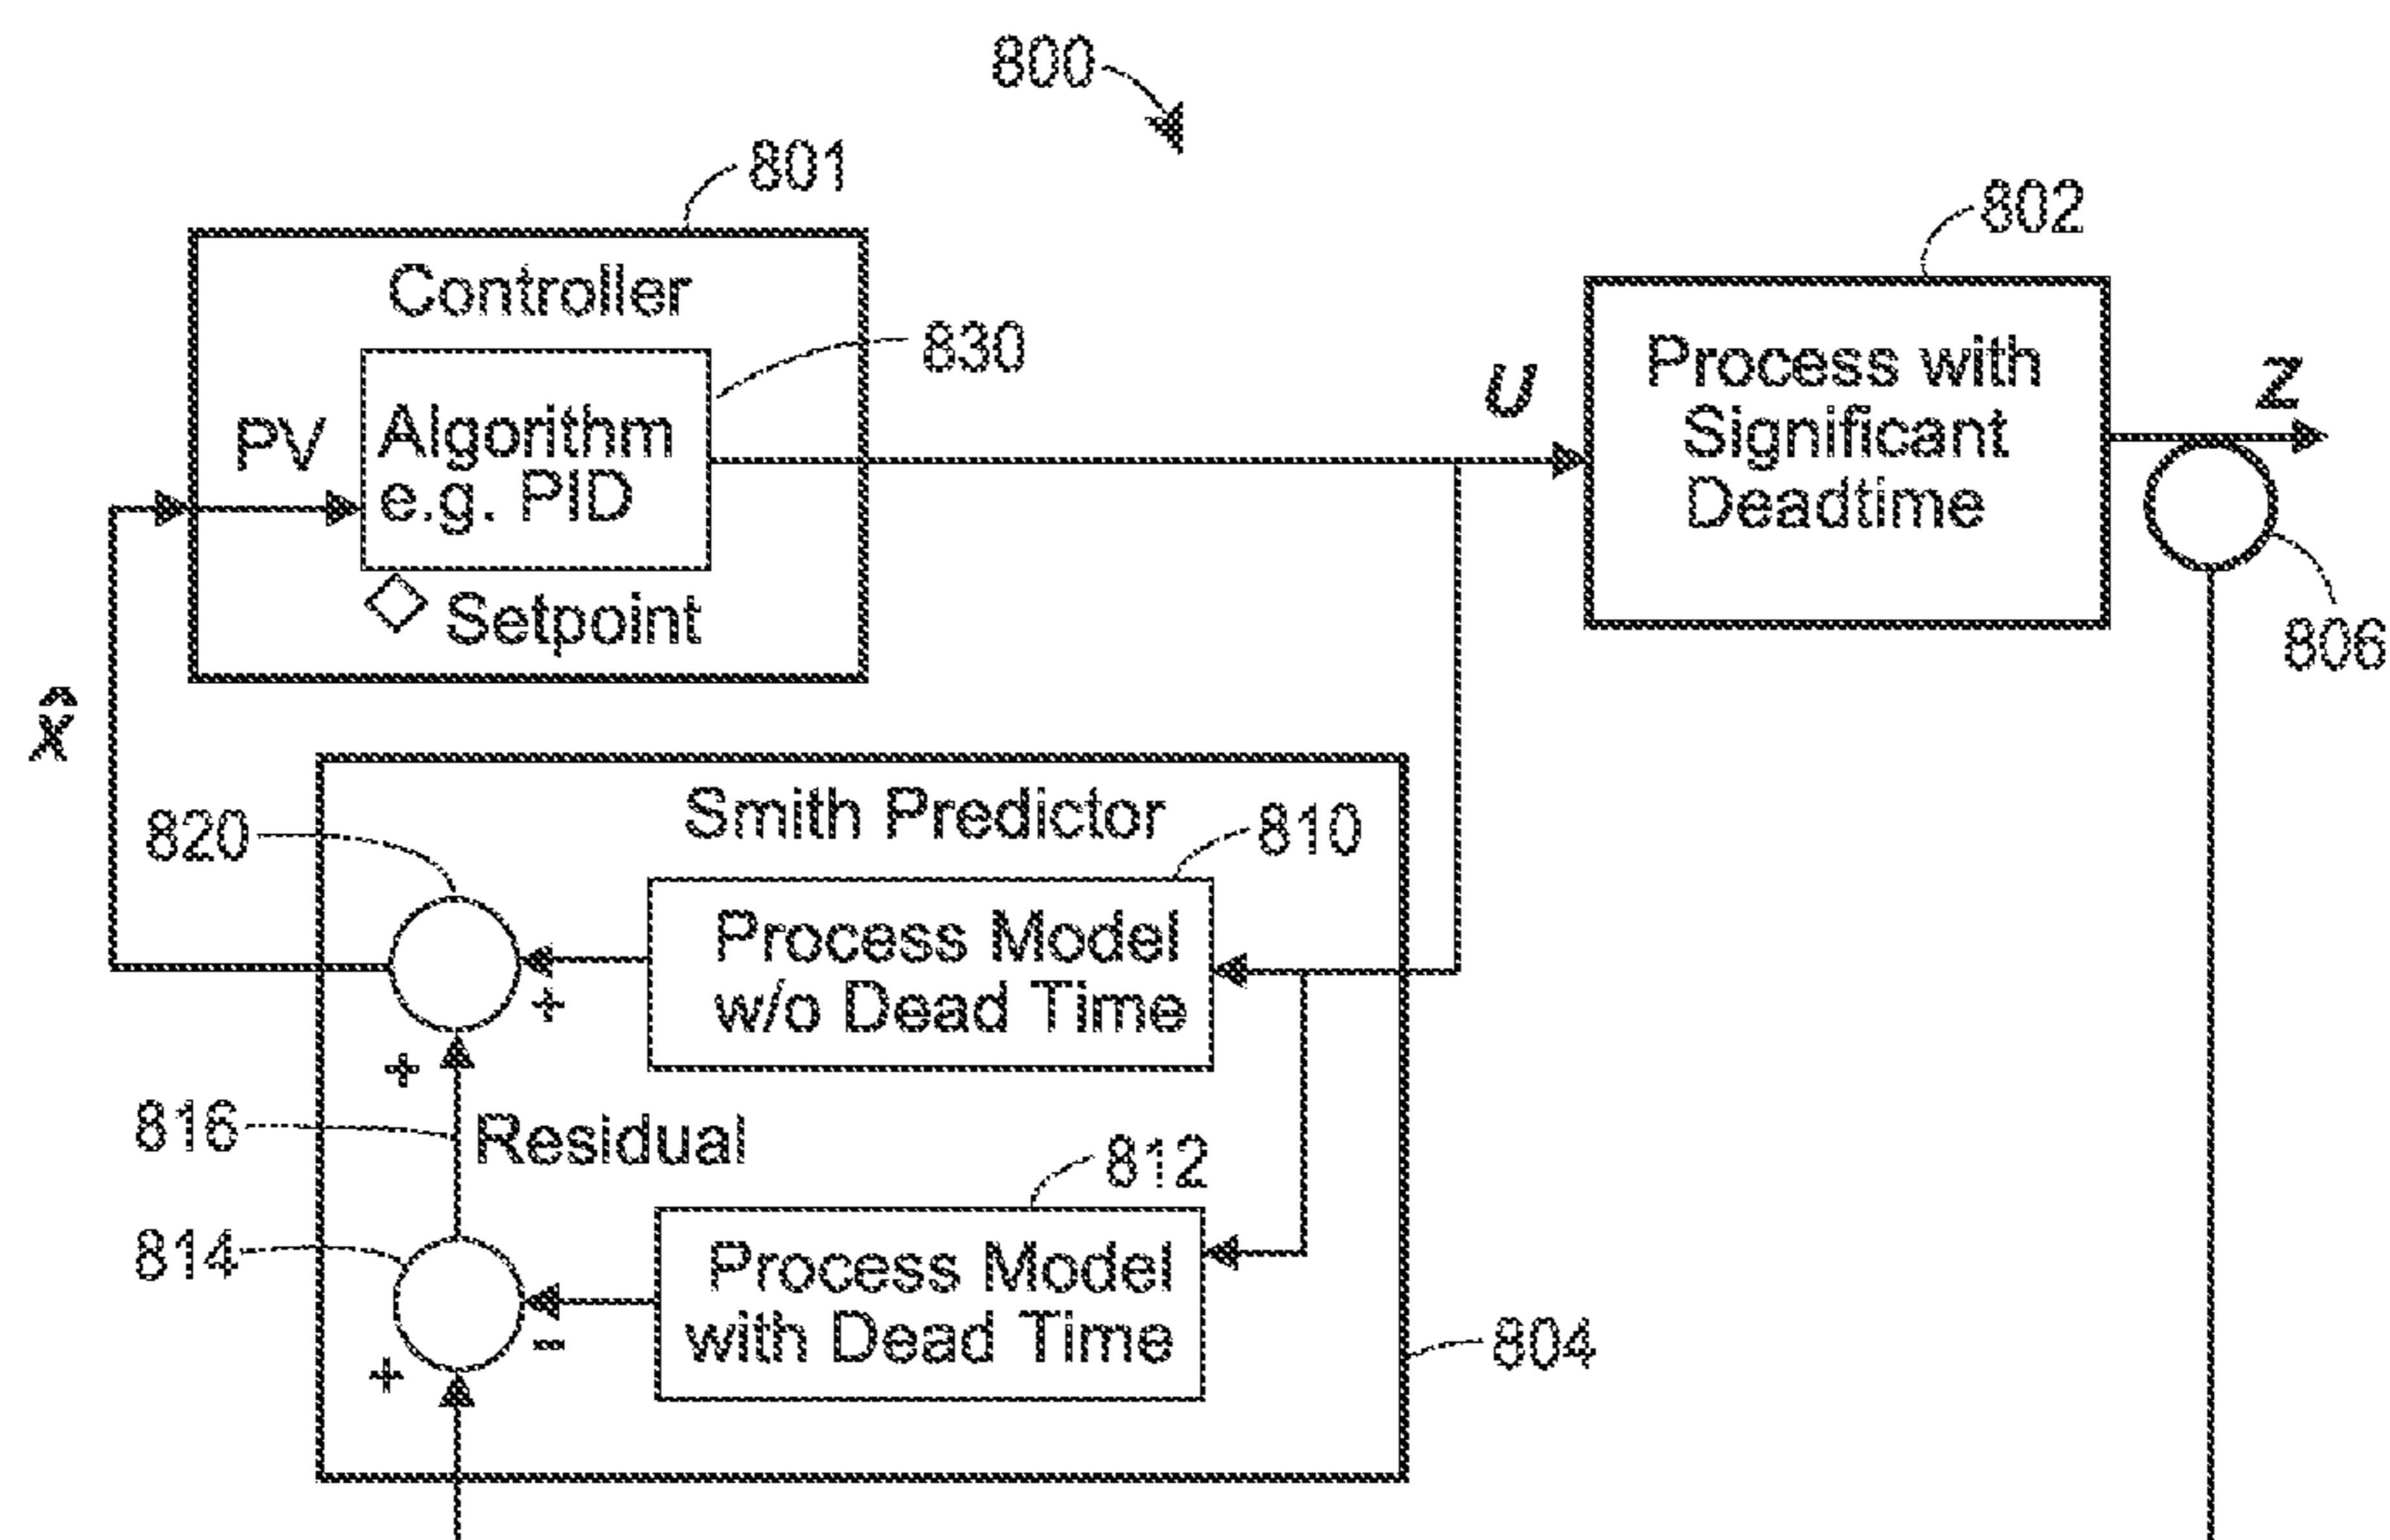 800
801
802
Controller
830
Process with
Significant
Deadtime
U
Z
PV
Algorithm
e.g. PID
Setpoint
806
x̂
Smith Predictor
820
810
Process Model
w/o Dead Time
+
+
816
Residual
812
814
Process Model
with Dead Time
−
+
804